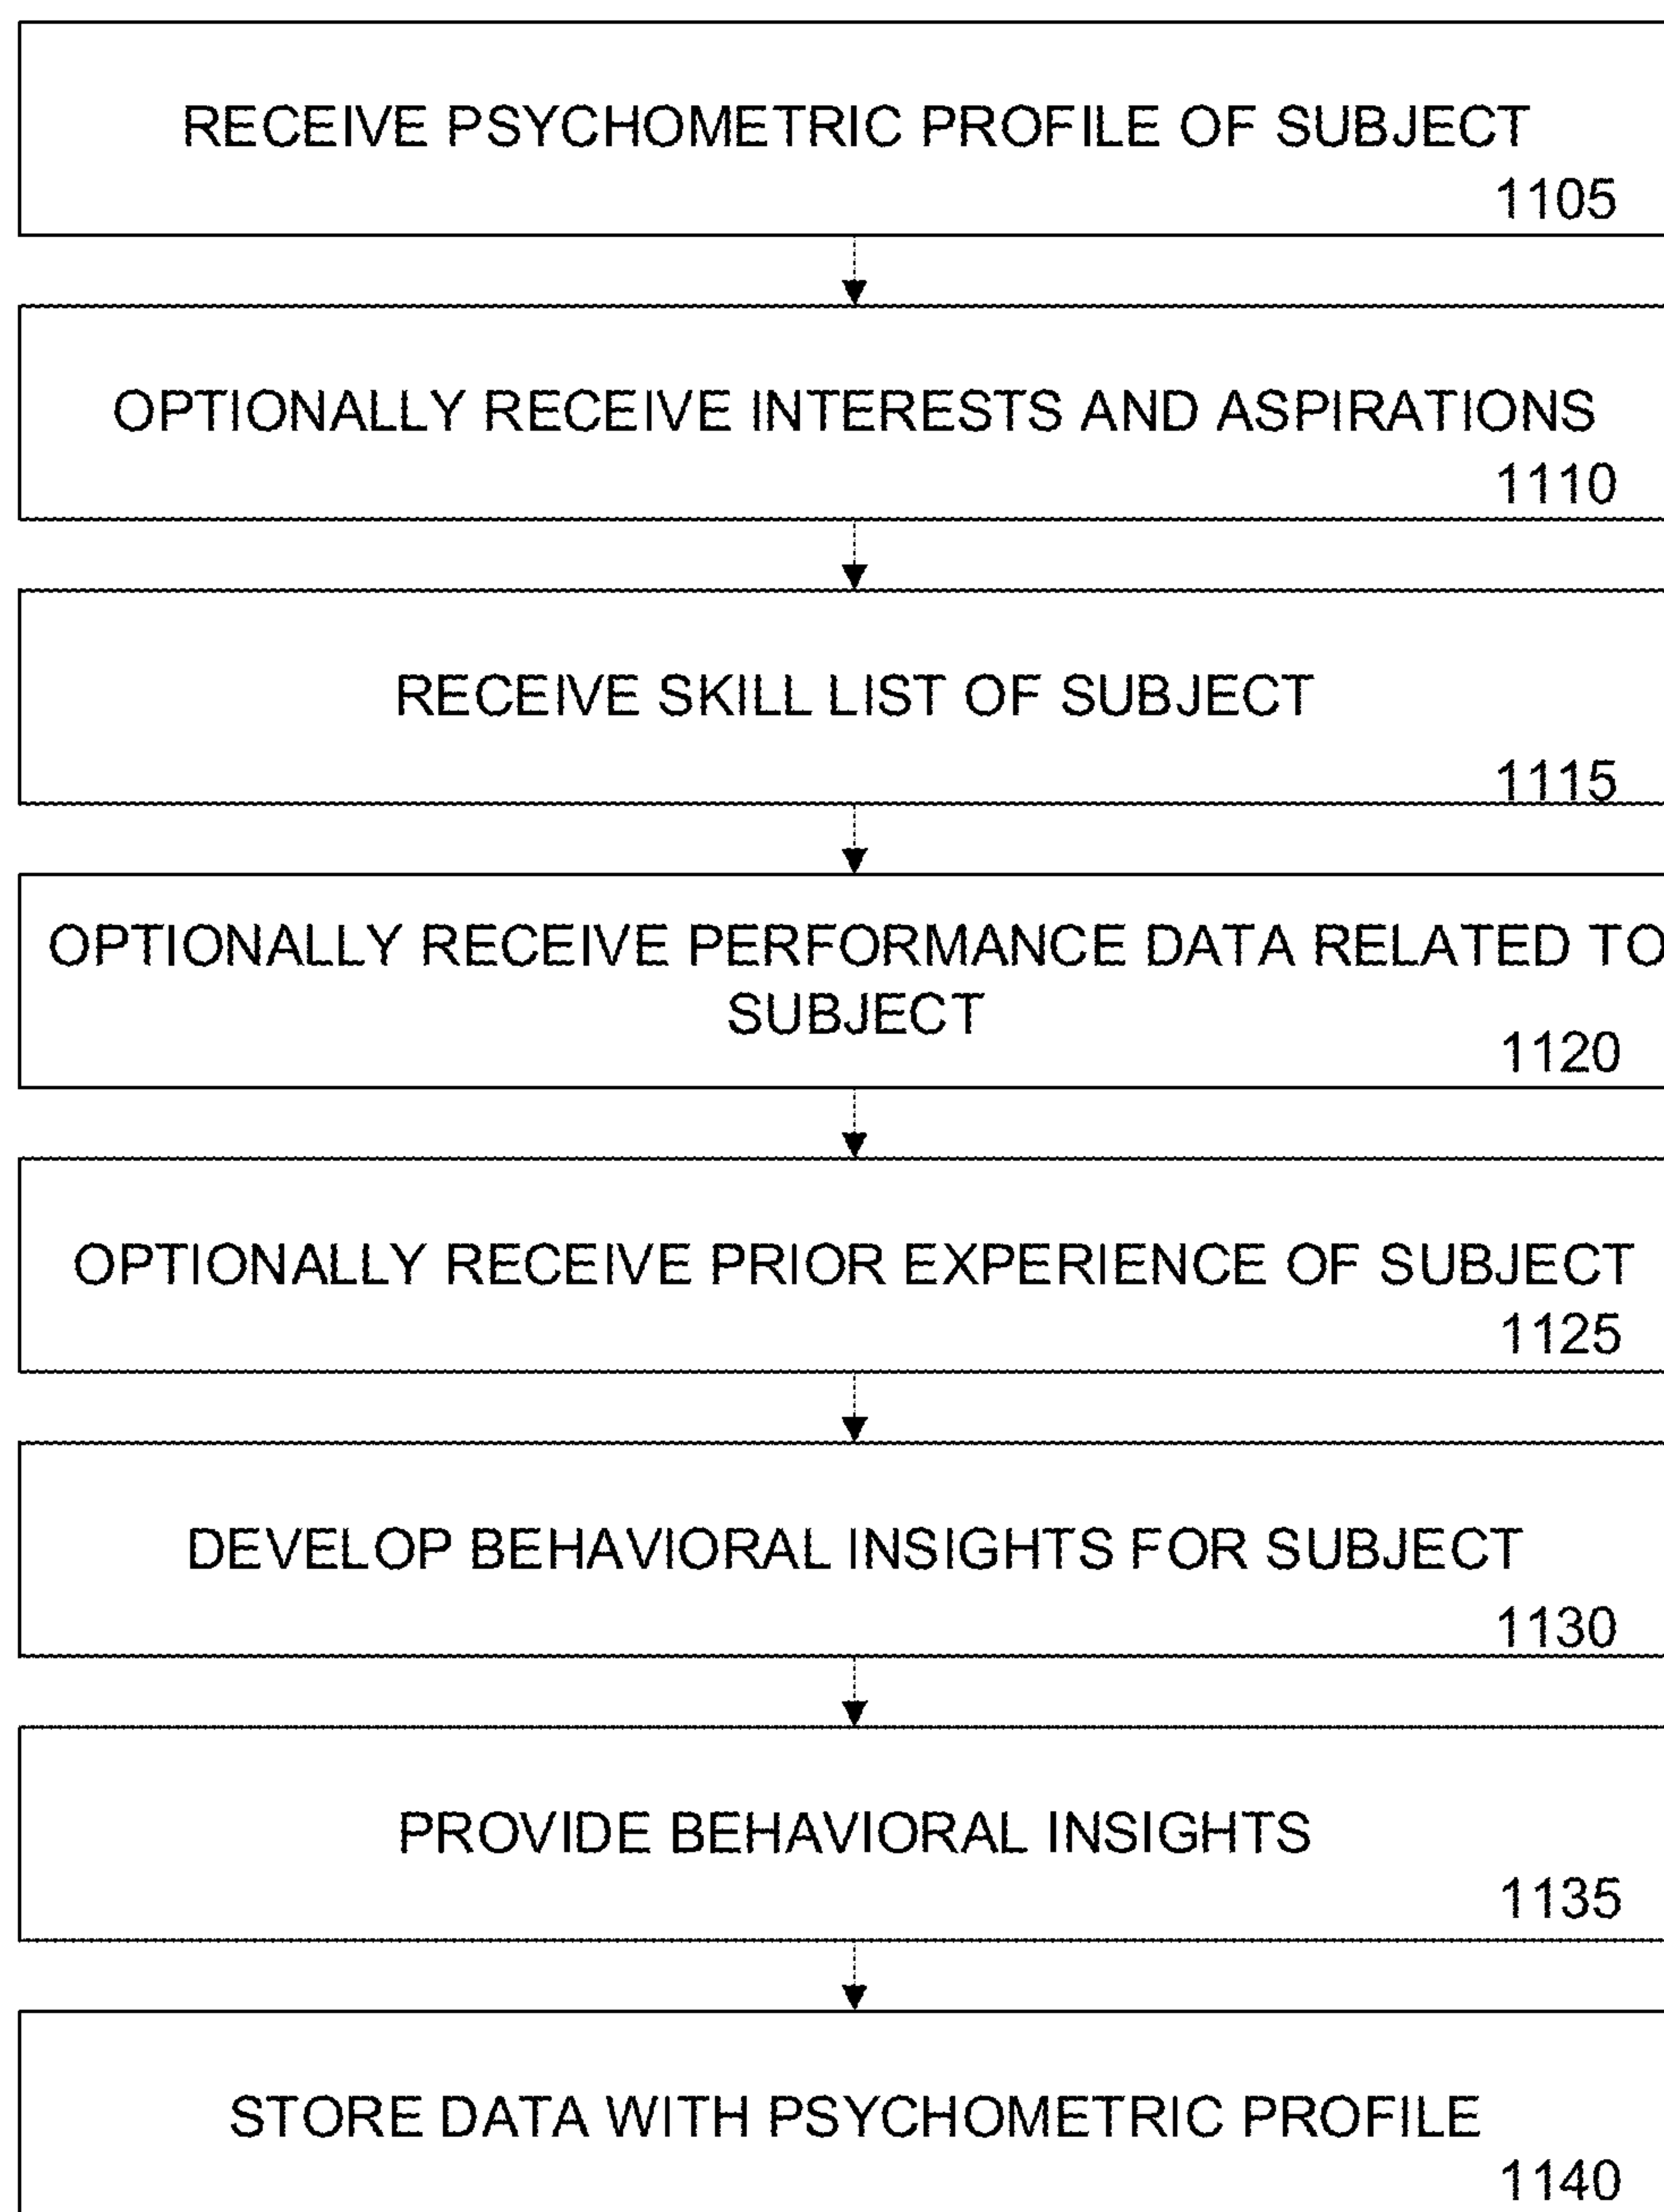 RECEIVE PSYCHOMETRIC PROFILE OF SUBJECT
1105
OPTIONALLY RECEIVE INTERESTS AND ASPIRATIONS
1110
RECEIVE SKILL LIST OF SUBJECT
1115
OPTIONALLY RECEIVE PERFORMANCE DATA RELATED TO
SUBJECT
1120
OPTIONALLY RECEIVE PRIOR EXPERIENCE OF SUBJECT
1125
DEVELOP BEHAVIORAL INSIGHTS FOR SUBJECT
1130
PROVIDE BEHAVIORAL INSIGHTS
1135
STORE DATA WITH PSYCHOMETRIC PROFILE
1140